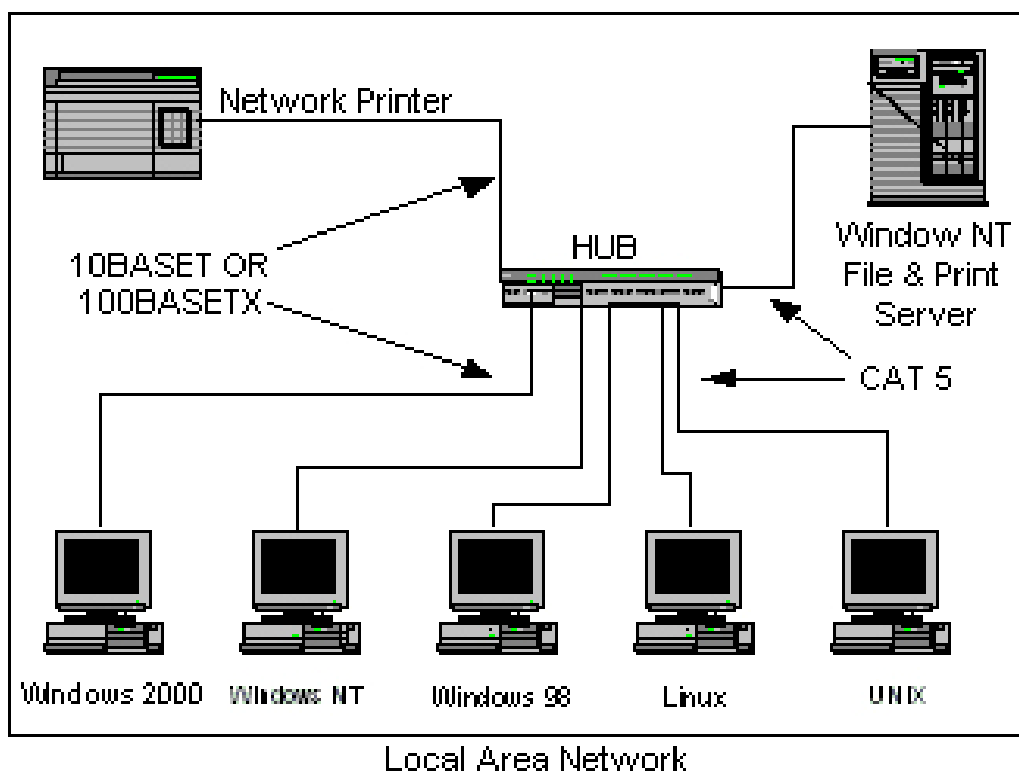 Network Printer
HUB
Window NT
File & Print
Server
10BASET OR
100BASETX
CAT 5
Windows 2000
Windows NT
Windows 98
Linux
UNIX
Local Area Network